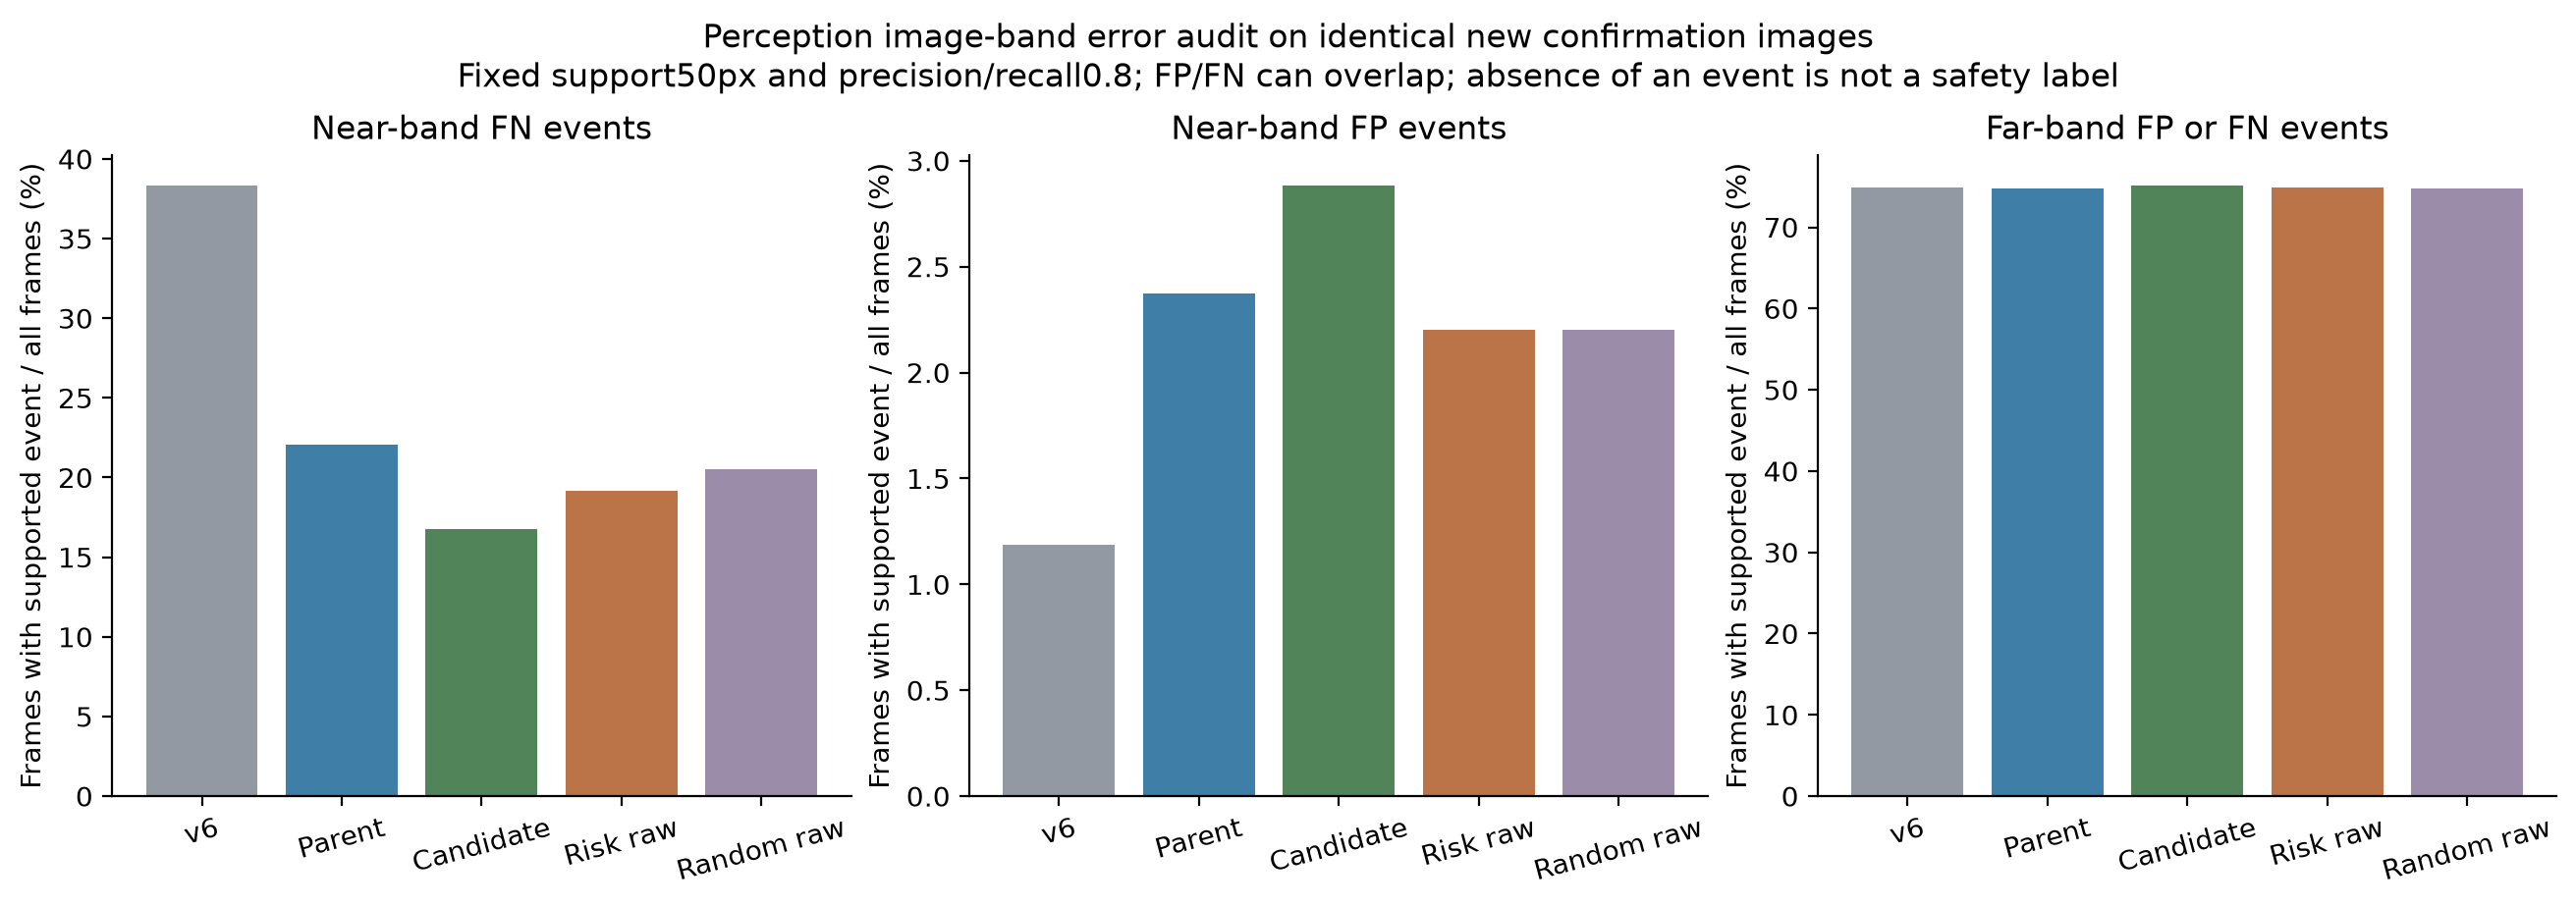 Perception image-band error audit on identical new confirmation images
Fixed support50px and precision/recall0.8; FP/FN can overlap; absence of an event is not a safety label
Near-band FN events
Frames with supported event / all frames (%)
40
35
30
25
20
15
10
5
0
v6
Parent
Candidate
Risk raw
Random raw
Near-band FP events
Frames with supported event / all frames (%)
3.0
2.5
2.0
1.5
1.0
0.5
0.0
v6
Parent
Candidate
Risk raw
Random raw
Far-band FP or FN events
Frames with supported event / all frames (%)
70
60
50
40
30
20
10
0
v6
Parent
Candidate
Risk raw
Random raw